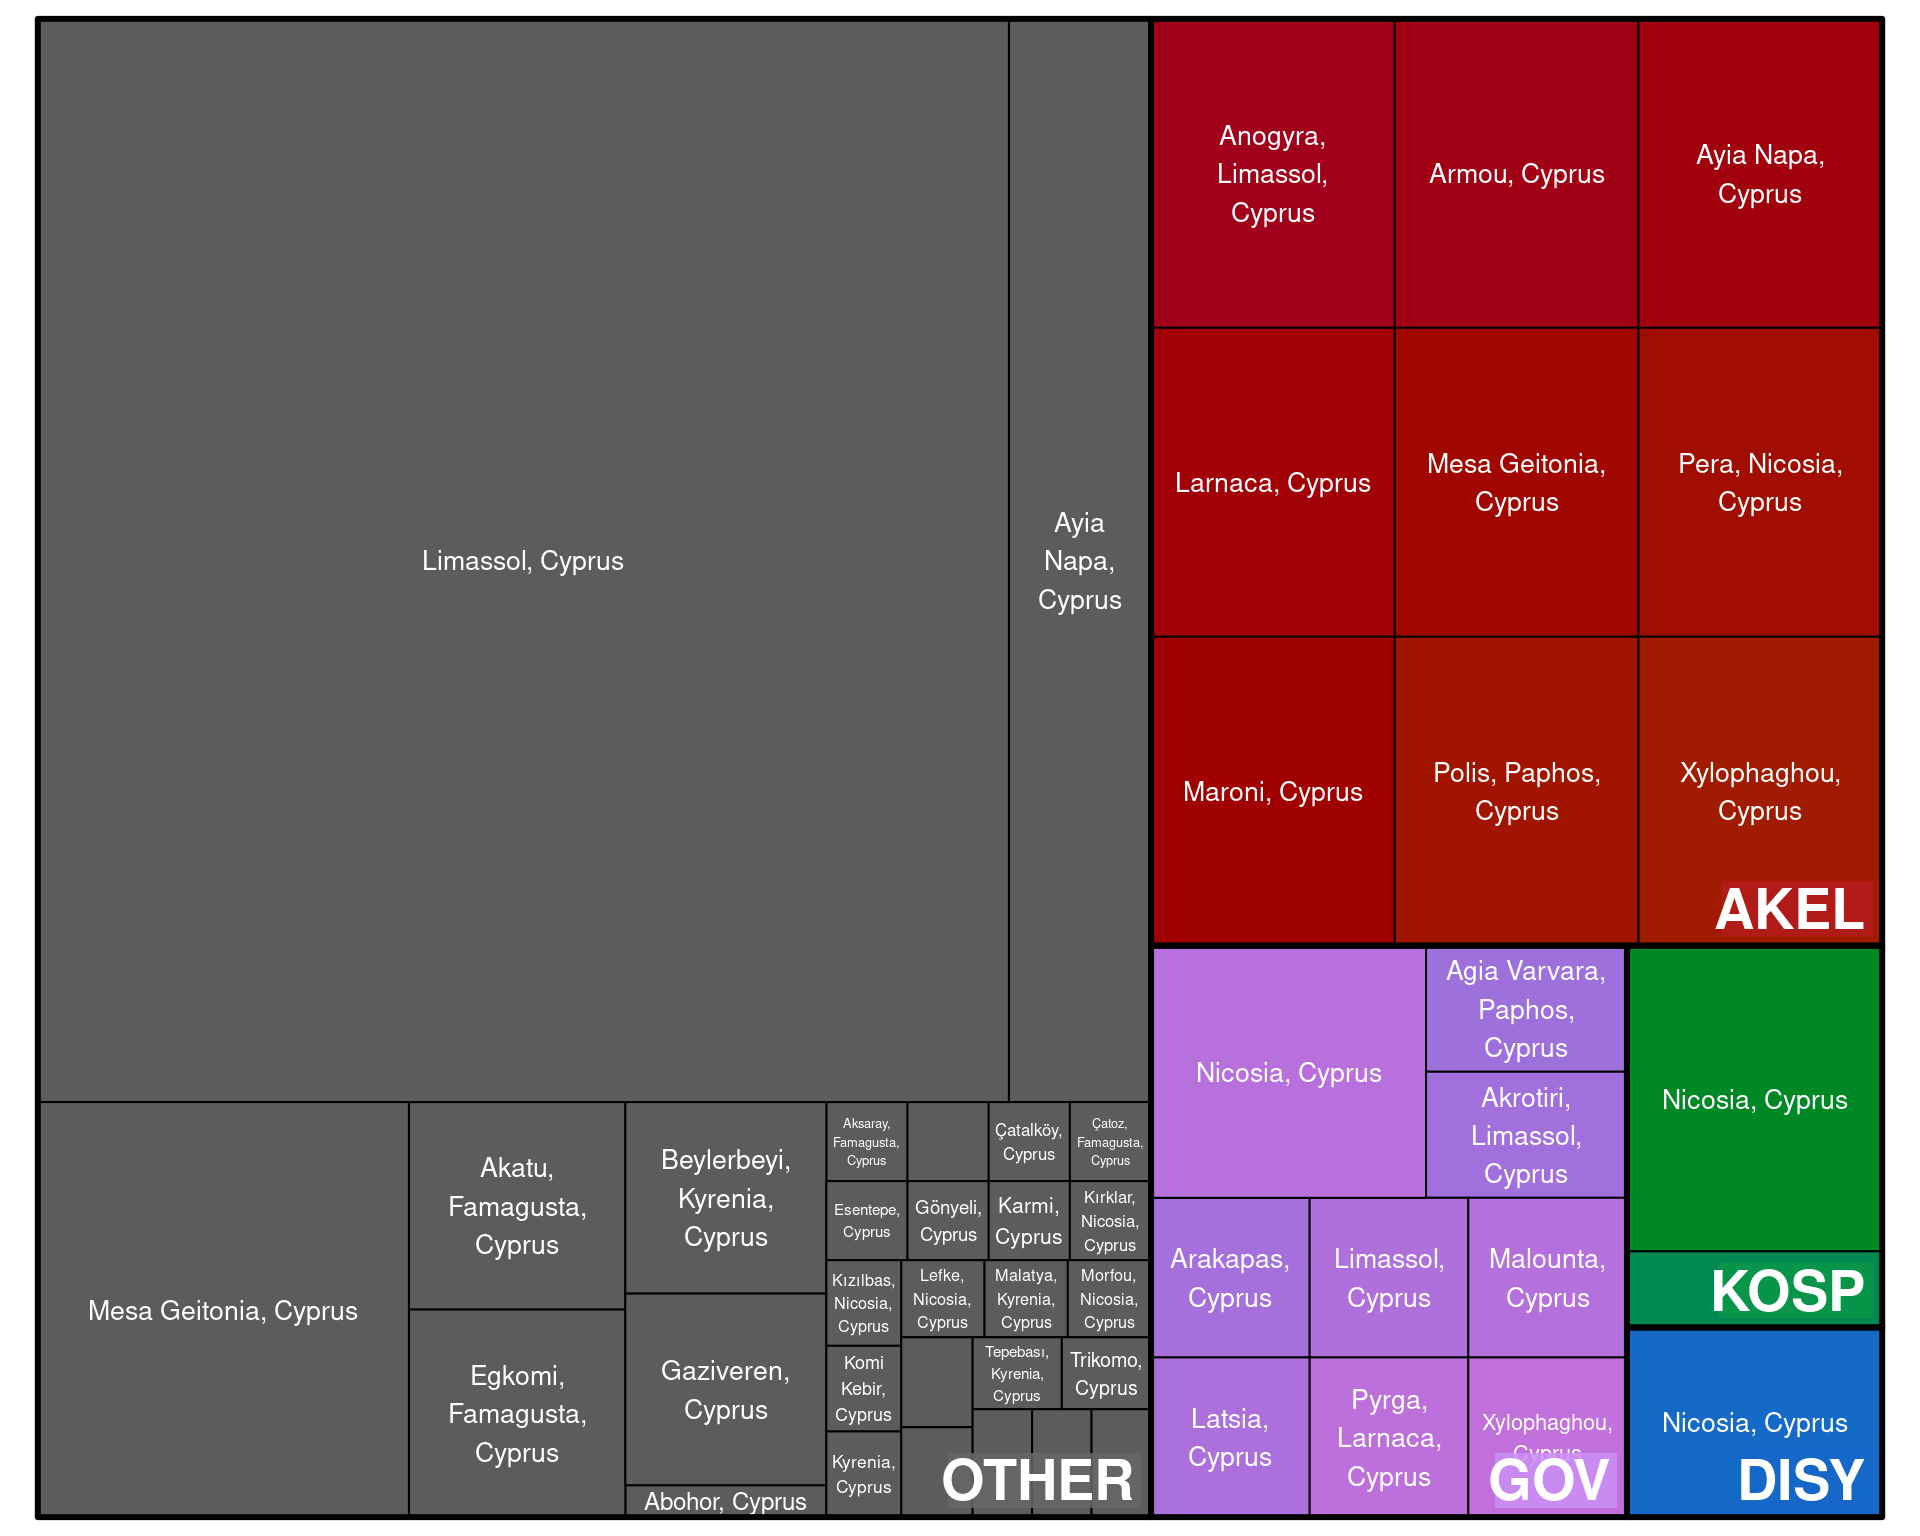 Limassol, Cyprus
Ayia
Napa,
Cyprus
Mesa Geitonia, Cyprus
Akatu,
Famagusta,
Cyprus
Egkomi,
Famagusta,
Cyprus
Beylerbeyi,
Kyrenia,
Cyprus
Gaziveren,
Cyprus
Abohor, Cyprus
Aksaray,
Famagusta,
Cyprus
Çatalköy,
Cyprus
Çatoz,
Famagusta,
Cyprus
Esentepe,
Cyprus
Gönyeli,
Cyprus
Karmi,
Cyprus
Kırklar,
Nicosia,
Cyprus
Kızılbas,
Nicosia,
Cyprus
Lefke,
Nicosia,
Cyprus
Malatya,
Kyrenia,
Cyprus
Morfou,
Nicosia,
Cyprus
Komi
Kebir,
Cyprus
Tepebası,
Kyrenia,
Cyprus
Trikomo,
Cyprus
Kyrenia,
Cyprus
OTHER
Anogyra,
Limassol,
Cyprus
Armou, Cyprus
Ayia Napa,
Cyprus
Larnaca, Cyprus
Mesa Geitonia,
Cyprus
Pera, Nicosia,
Cyprus
Maroni, Cyprus
Polis, Paphos,
Cyprus
Xylophaghou,
Cyprus
AKEL
Nicosia, Cyprus
Agia Varvara,
Paphos,
Cyprus
Akrotiri,
Limassol,
Cyprus
Arakapas,
Cyprus
Limassol,
Cyprus
Malounta,
Cyprus
Latsia,
Cyprus
Pyrga,
Larnaca,
Cyprus
Xylophaghou,
Cyprus
GOV
Nicosia, Cyprus
KOSP
Nicosia, Cyprus
DISY